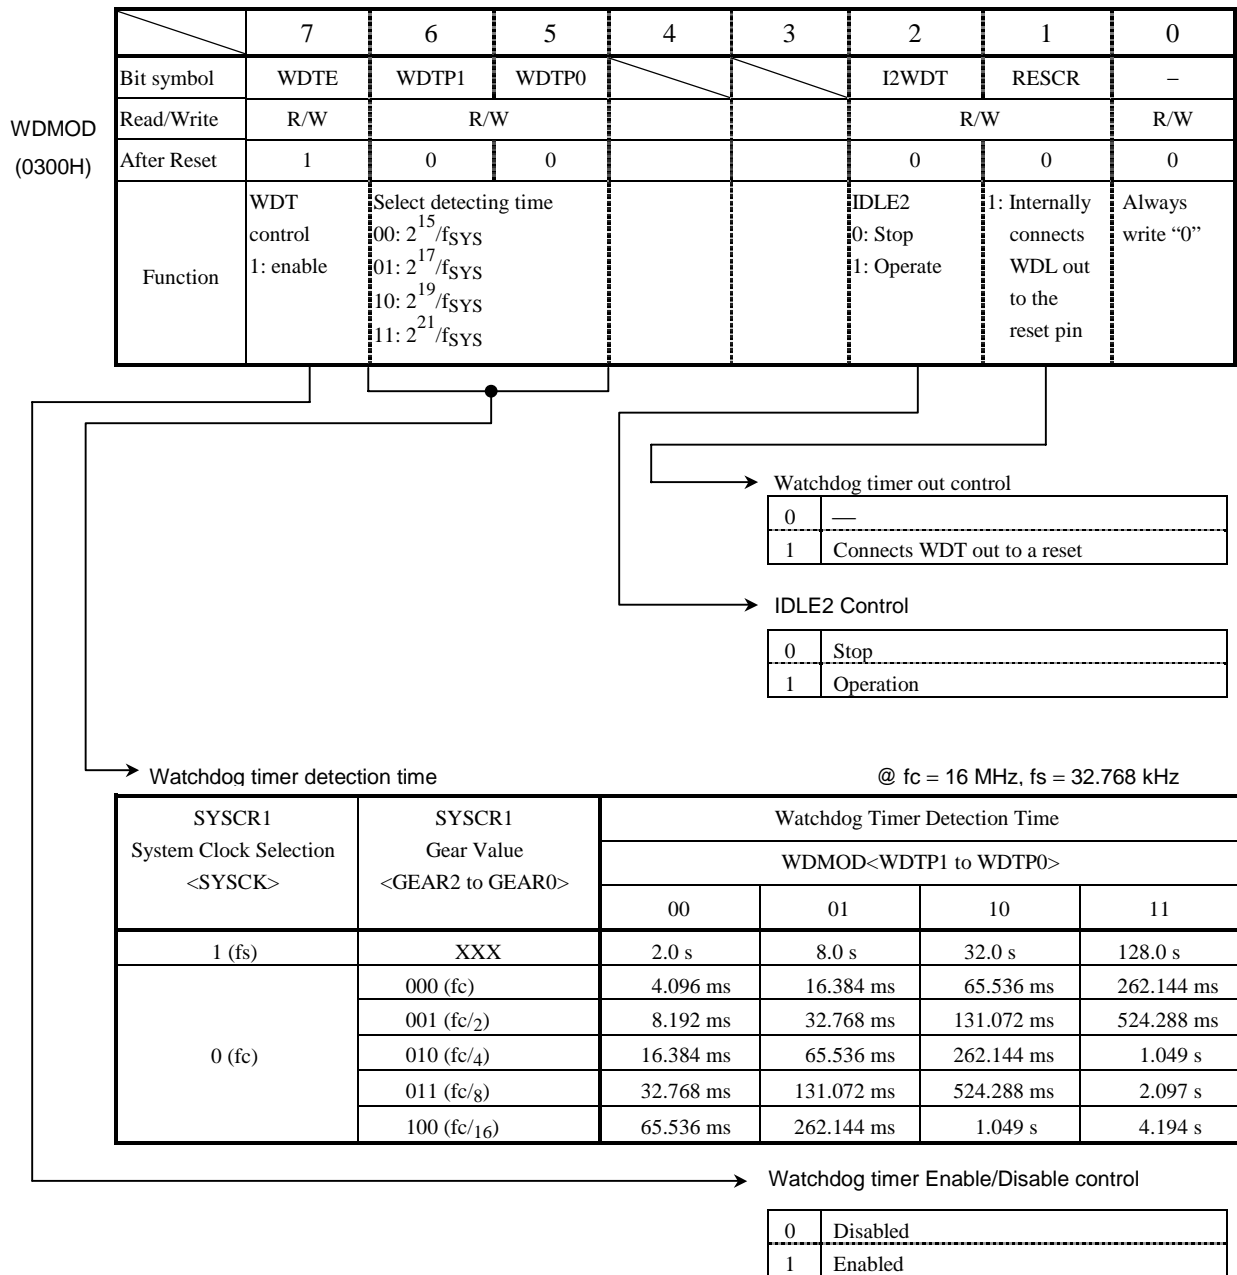 7 6 5 4 3 2 1 0
Bit symbol WDTE WDTP1 WDTP0 I2WDT RESCR –
WDMOD
(0300H)
Read/Write R/W R/W R/W R/W
After Reset 1 0 0 0 0 0
Function
WDT
control
1: enable
Select detecting time
00: 2^15/fSYS
01: 2^17/fSYS
10: 2^19/fSYS
11: 2^21/fSYS
IDLE2
0: Stop
1: Operate
1: Internally
connects
WDL out
to the
reset pin
Always
write “0”
Watchdog timer out control
0 —
1 Connects WDT out to a reset
IDLE2 Control
0 Stop
1 Operation
Watchdog timer detection time @ fc = 16 MHz, fs = 32.768 kHz
SYSCR1
System Clock Selection
<SYSCK>
SYSCR1
Gear Value
<GEAR2 to GEAR0>
Watchdog Timer Detection Time
WDMOD<WDTP1 to WDTP0>
00 01 10 11
1 (fs) XXX 2.0 s 8.0 s 32.0 s 128.0 s
0 (fc)
000 (fc) 4.096 ms 16.384 ms 65.536 ms 262.144 ms
001 (fc/2) 8.192 ms 32.768 ms 131.072 ms 524.288 ms
010 (fc/4) 16.384 ms 65.536 ms 262.144 ms 1.049 s
011 (fc/8) 32.768 ms 131.072 ms 524.288 ms 2.097 s
100 (fc/16) 65.536 ms 262.144 ms 1.049 s 4.194 s
Watchdog timer Enable/Disable control
0 Disabled
1 Enabled